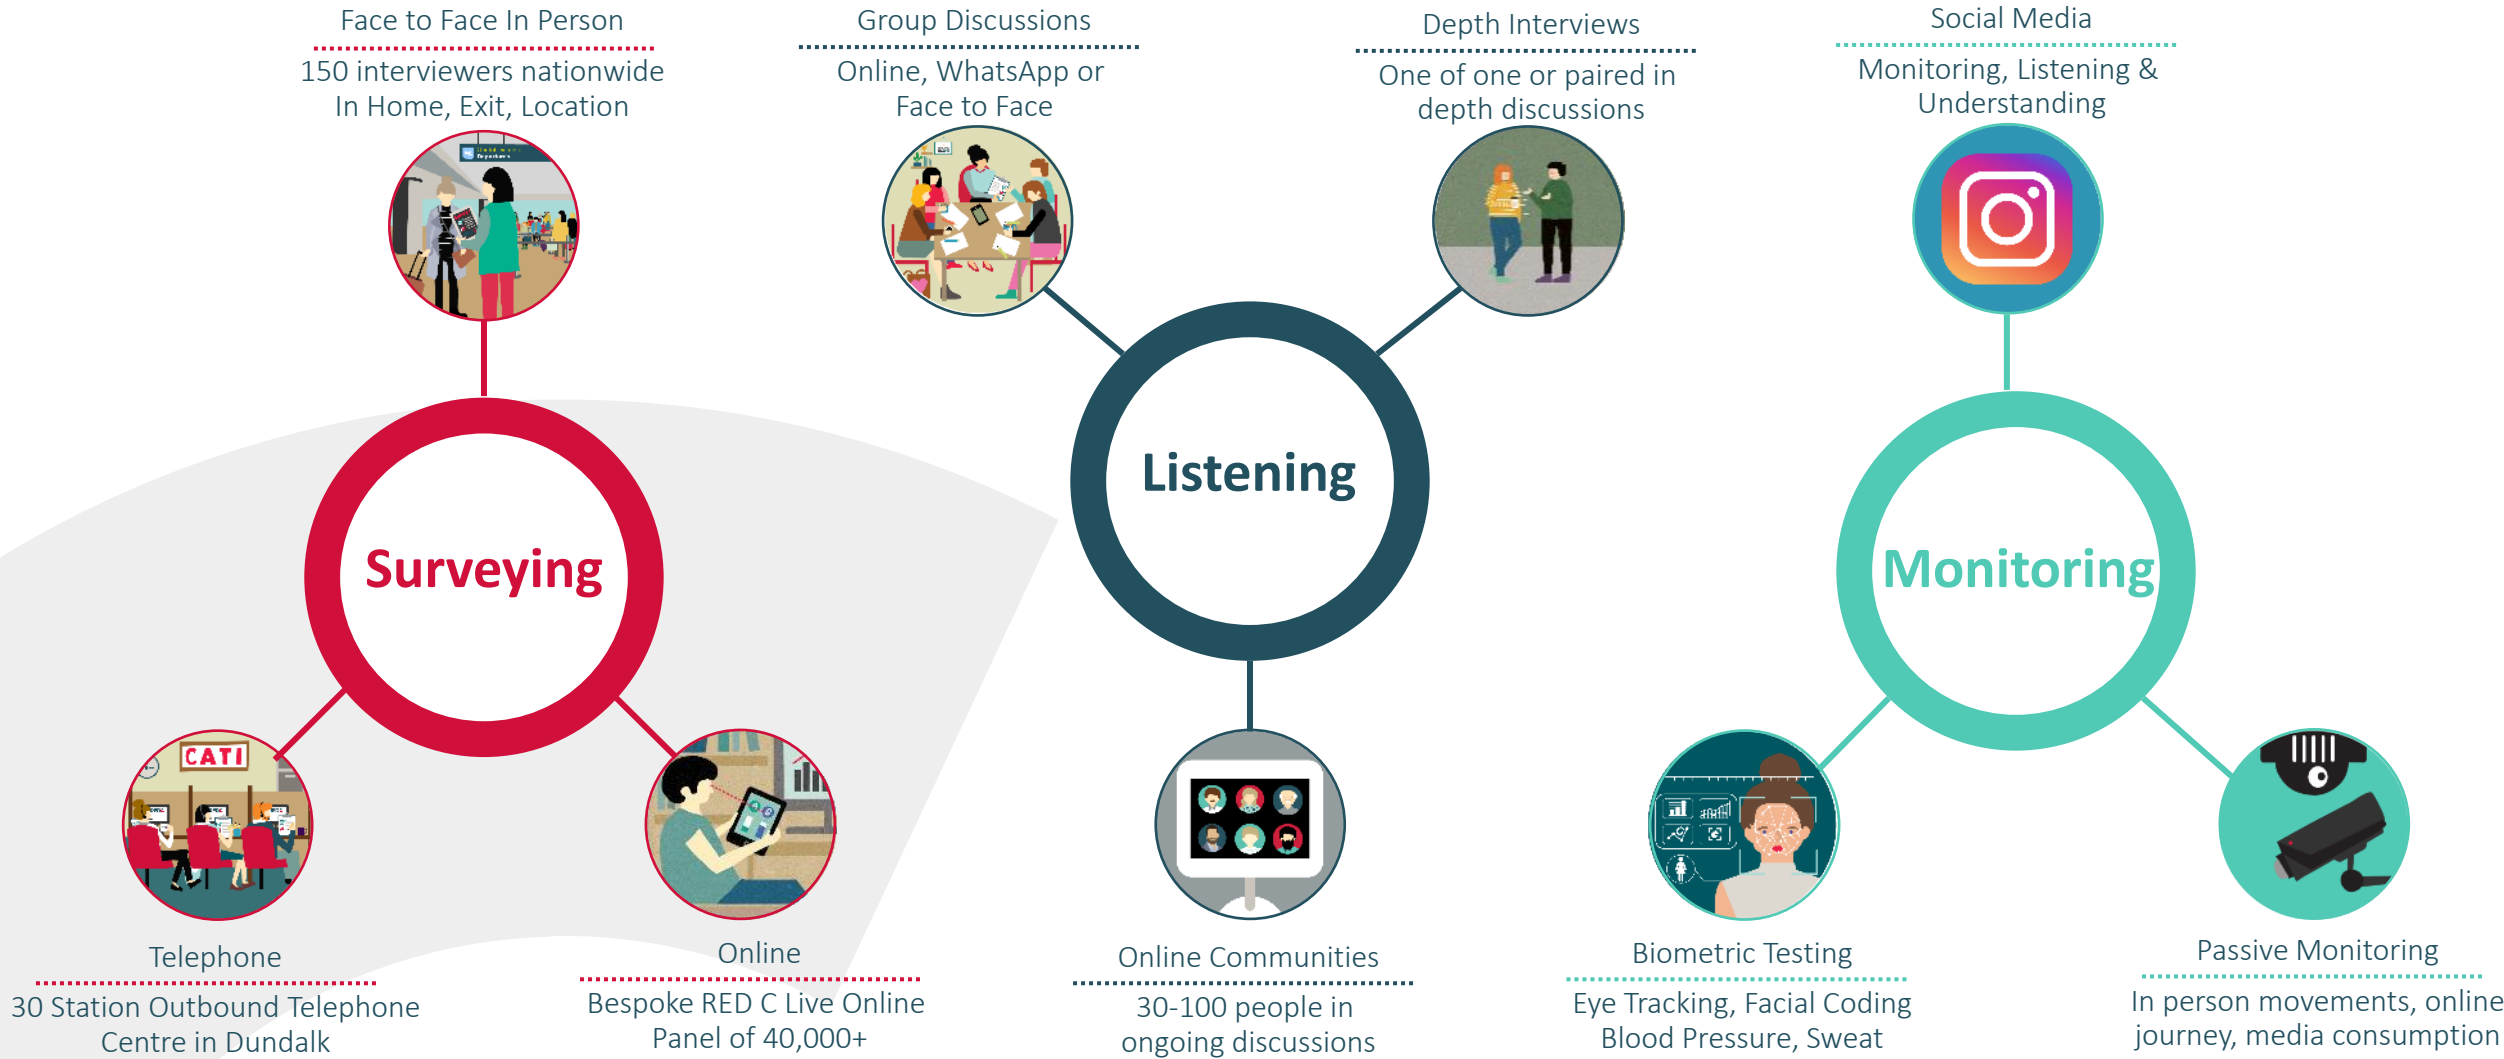 Face to Face In Person
150 interviewers nationwide
In Home, Exit, Location
Group Discussions
Online, WhatsApp or
Face to Face
Depth Interviews
One of one or paired in
depth discussions
Social Media
Monitoring, Listening &
Understanding
Departures
Surveying
Listening
Monitoring
CATI
Telephone
30 Station Outbound Telephone
Centre in Dundalk
Online
Bespoke RED C Live Online
Panel of 40,000+
Online Communities
30-100 people in
ongoing discussions
Biometric Testing
Eye Tracking, Facial Coding
Blood Pressure, Sweat
Passive Monitoring
In person movements, online
journey, media consumption